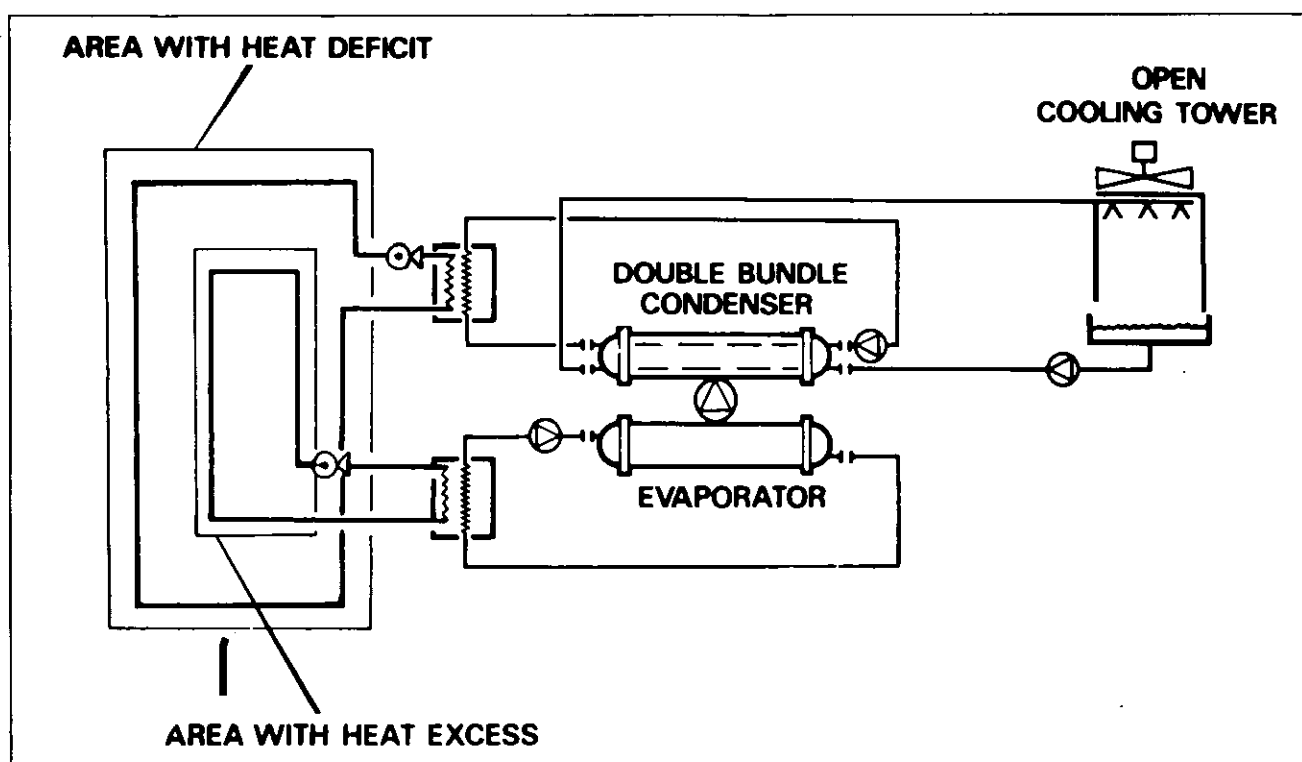 AREA WITH HEAT DEFICIT
OPEN
COOLING TOWER
DOUBLE BUNDLE
CONDENSER
EVAPORATOR
AREA WITH HEAT EXCESS